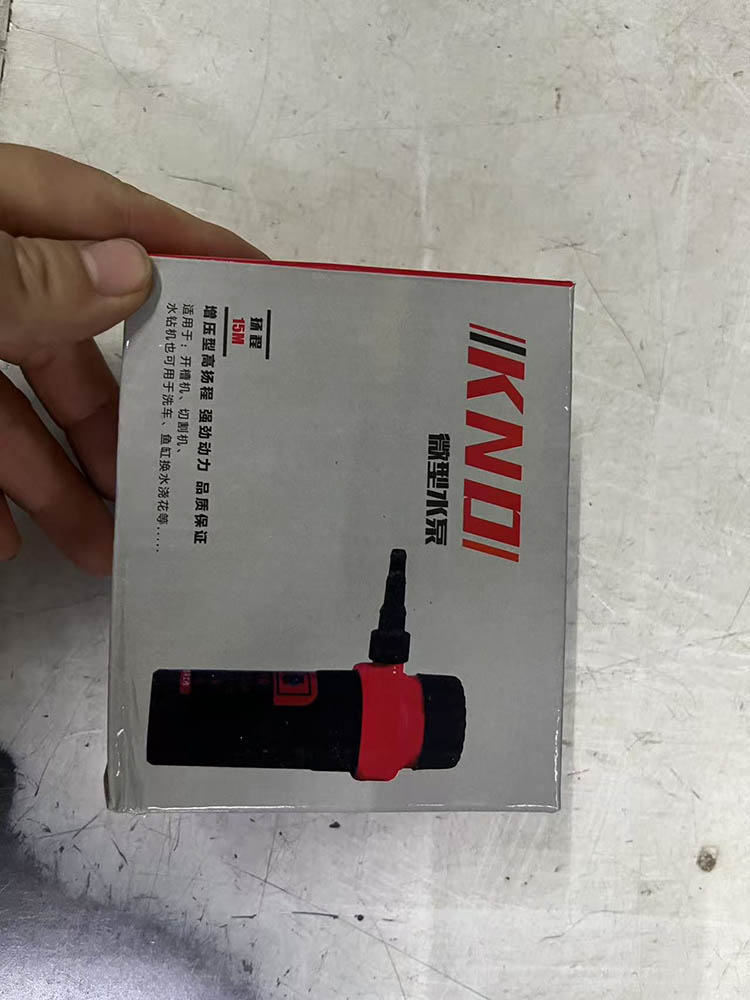 KNO
微型水泵
扬程
15M
增压型高扬程 强劲动力 品质保证
适用于：开槽机、切割机、
水钻机也可用于洗车、鱼缸换水浇花等.....